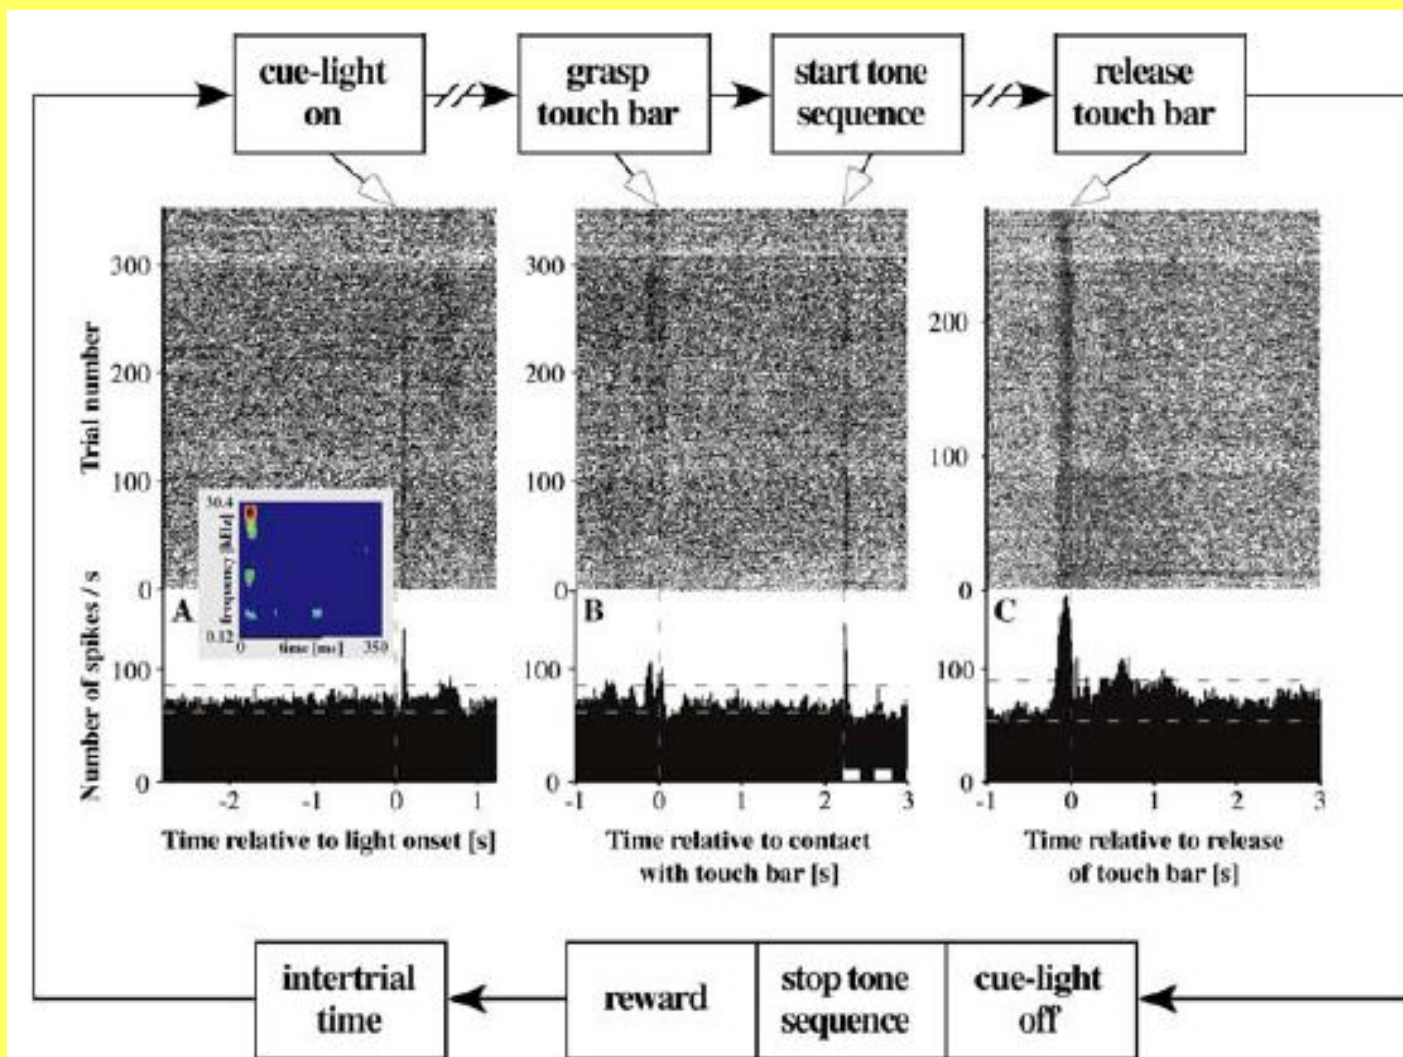 cue-light
on
grasp
touch bar
start tone
sequence
release
touch bar
Trial number
300
200
100
0
300
200
100
0
200
100
0
30.4
frequency [kHz]
0.12
0
time [ms]
350
A
B
C
Number of spikes / s
100
0
100
0
100
0
-2
-1
0
1
-1
0
1
2
3
-1
0
1
2
3
Time relative to light onset [s]
Time relative to contact
with touch bar [s]
Time relative to release
of touch bar [s]
intertrial
time
reward
stop tone
sequence
cue-light
off